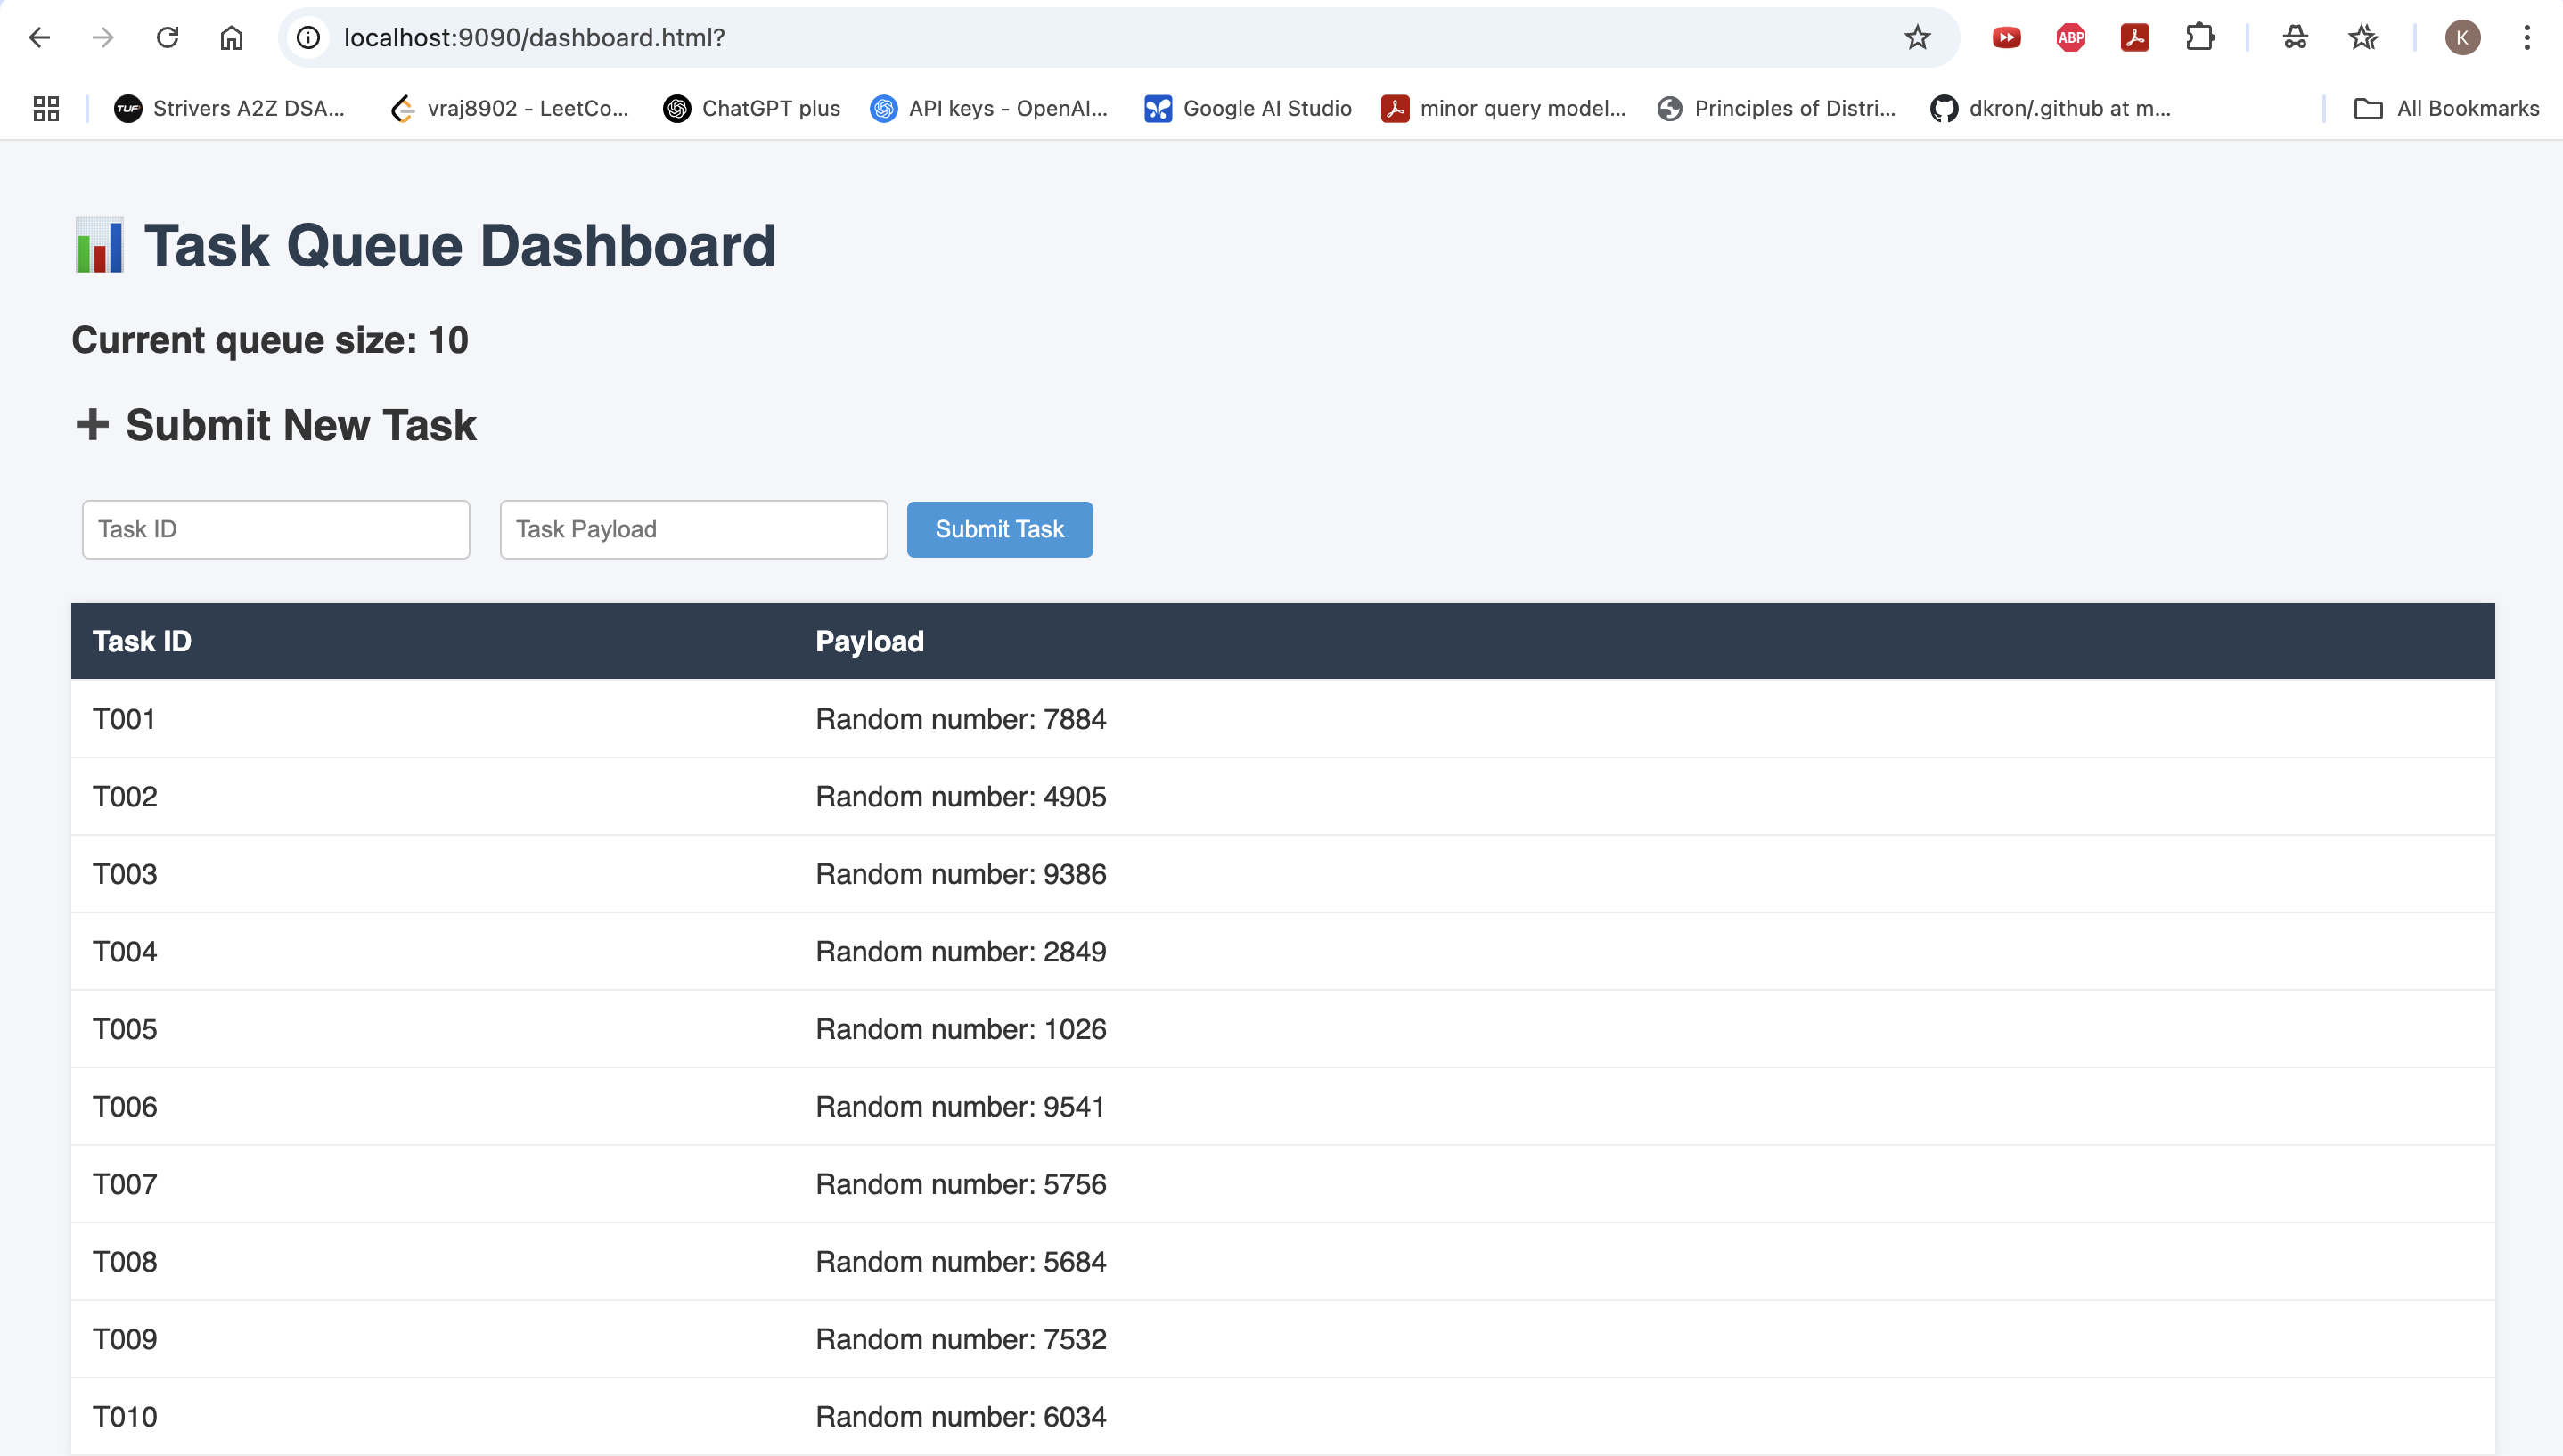 localhost:9090/dashboard.html?
ABP
K
TUF Strivers A2Z DSA... vraj8902 - LeetCo... ChatGPT plus API keys - OpenAI... Google AI Studio minor query model... Principles of Distri... dkron/.github at m... All Bookmarks
Task Queue Dashboard
Current queue size: 10
+ Submit New Task
Task ID Task Payload Submit Task
Task ID Payload
T001 Random number: 7884
T002 Random number: 4905
T003 Random number: 9386
T004 Random number: 2849
T005 Random number: 1026
T006 Random number: 9541
T007 Random number: 5756
T008 Random number: 5684
T009 Random number: 7532
T010 Random number: 6034